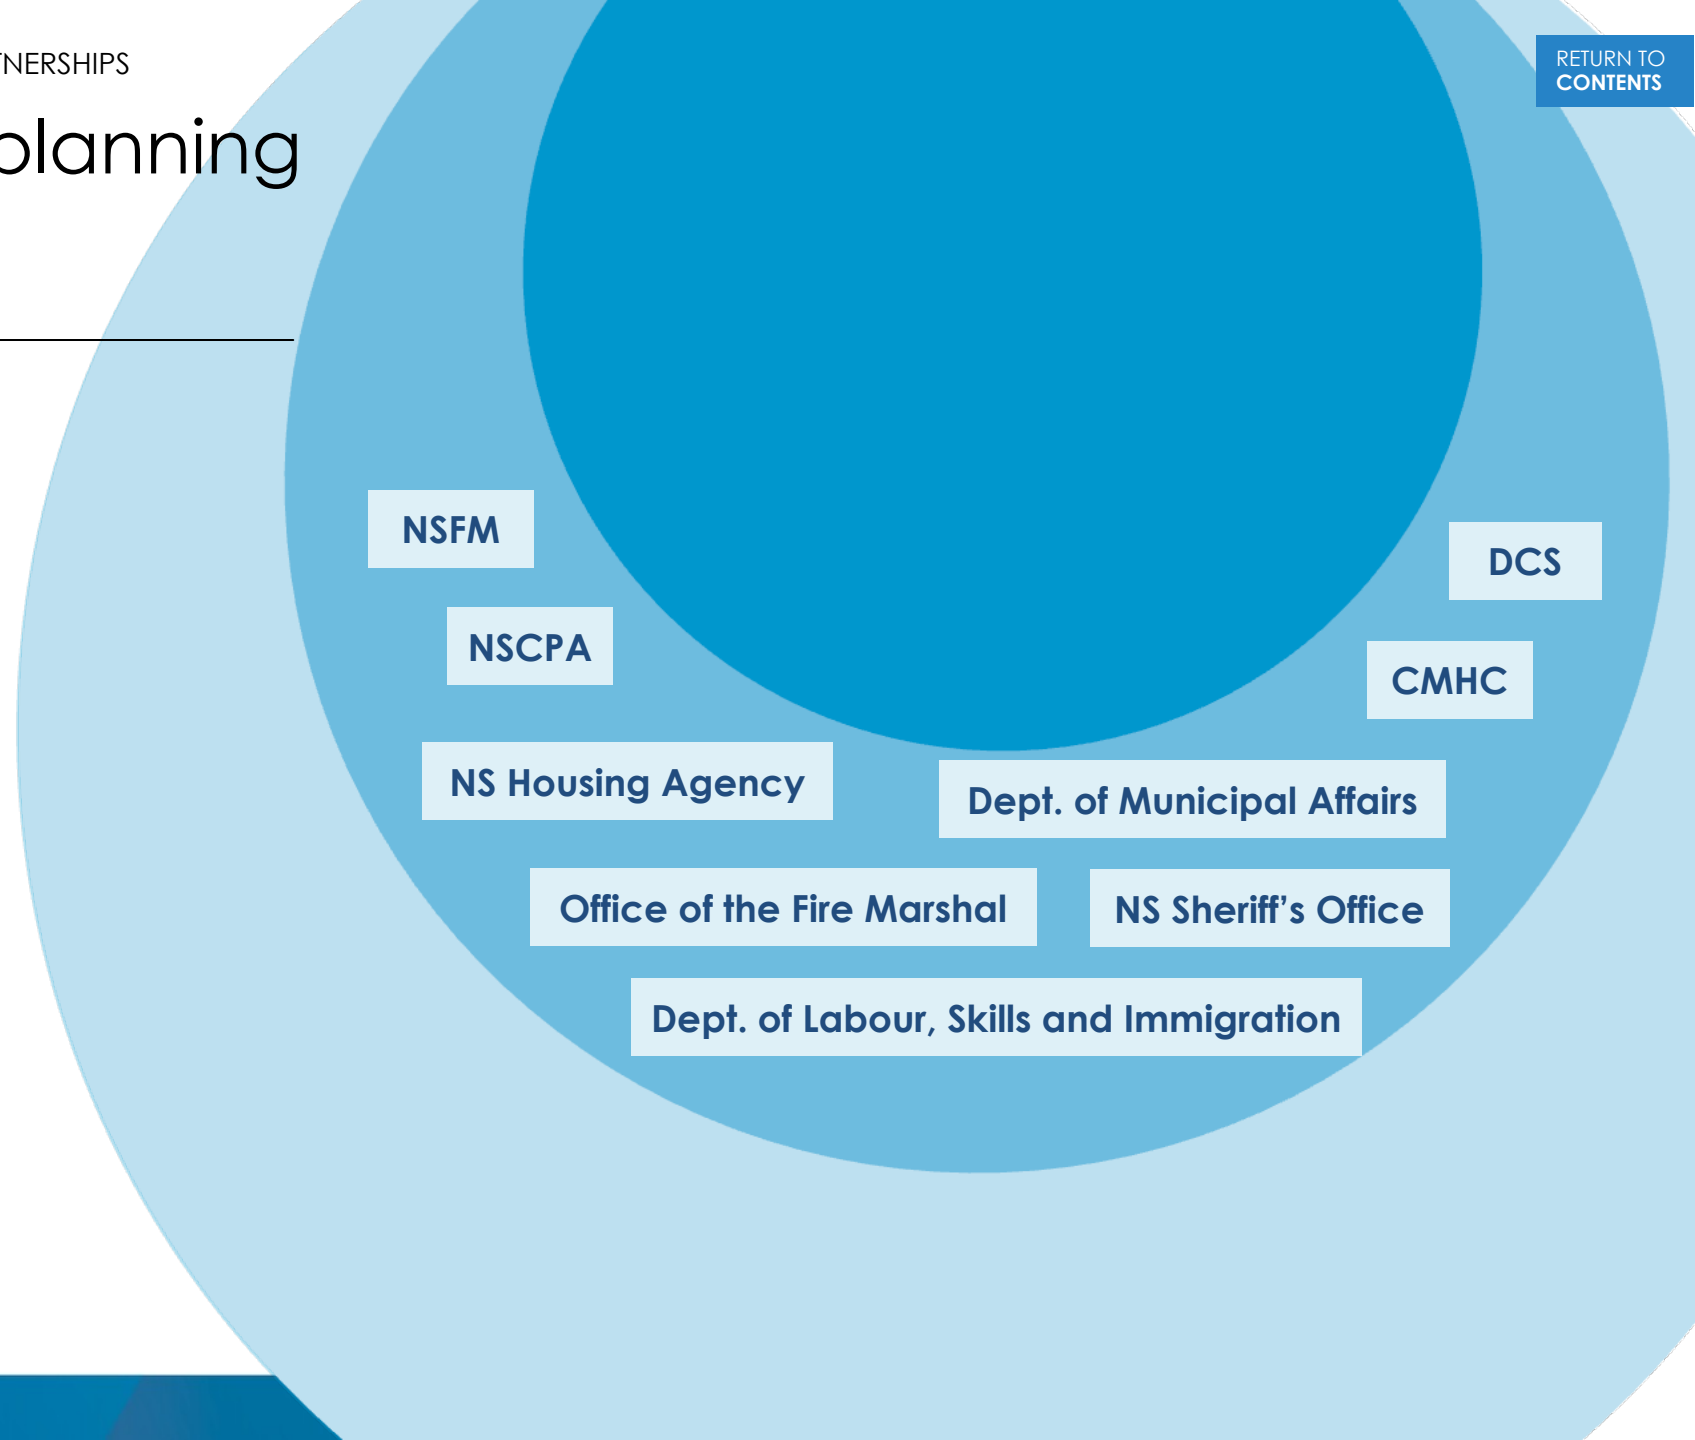 RETURN TO
CONTENTS
planning
NSFM
DCS
NSCPA
CMHC
NS Housing Agency
Dept. of Municipal Affairs
Office of the Fire Marshal
NS Sheriff’s Office
Dept. of Labour, Skills and Immigration